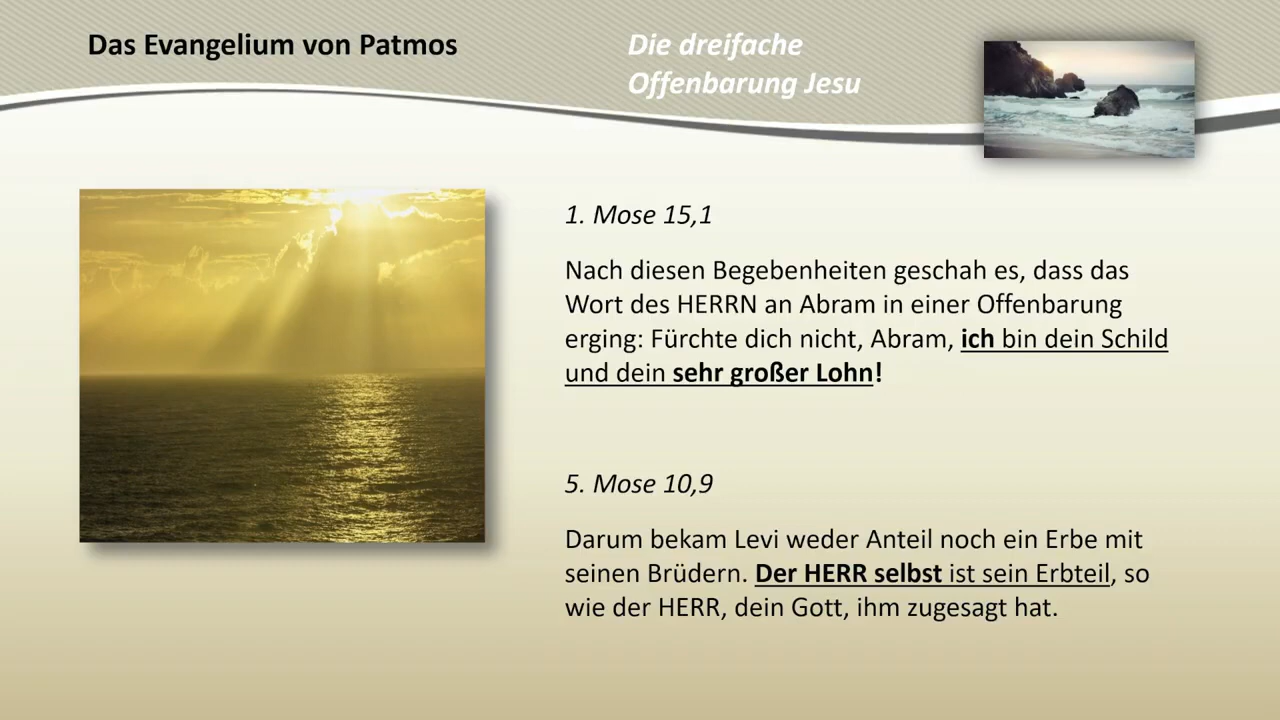 Das Evangelium von Patmos
Die dreifache
Offenbarung Jesu
1. Mose 15,1
Nach diesen Begebenheiten geschah es, dass das
Wort des HERRN an Abram in einer Offenbarung
erging: Fürchte dich nicht, Abram, ich bin dein Schild
und dein sehr großer Lohn!
5. Mose 10,9
Darum bekam Levi weder Anteil noch ein Erbe mit
seinen Brüdern. Der HERR selbst ist sein Erbteil, so
wie der HERR, dein Gott, ihm zugesagt hat.